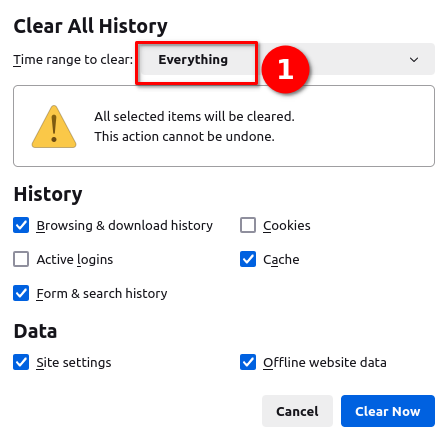 Clear All History
Time range to clear: Everything 1
All selected items will be cleared.
This action cannot be undone.
History
Browsing & download history Cookies
Active logins Cache
Form & search history
Data
Site settings Offline website data
Cancel Clear Now